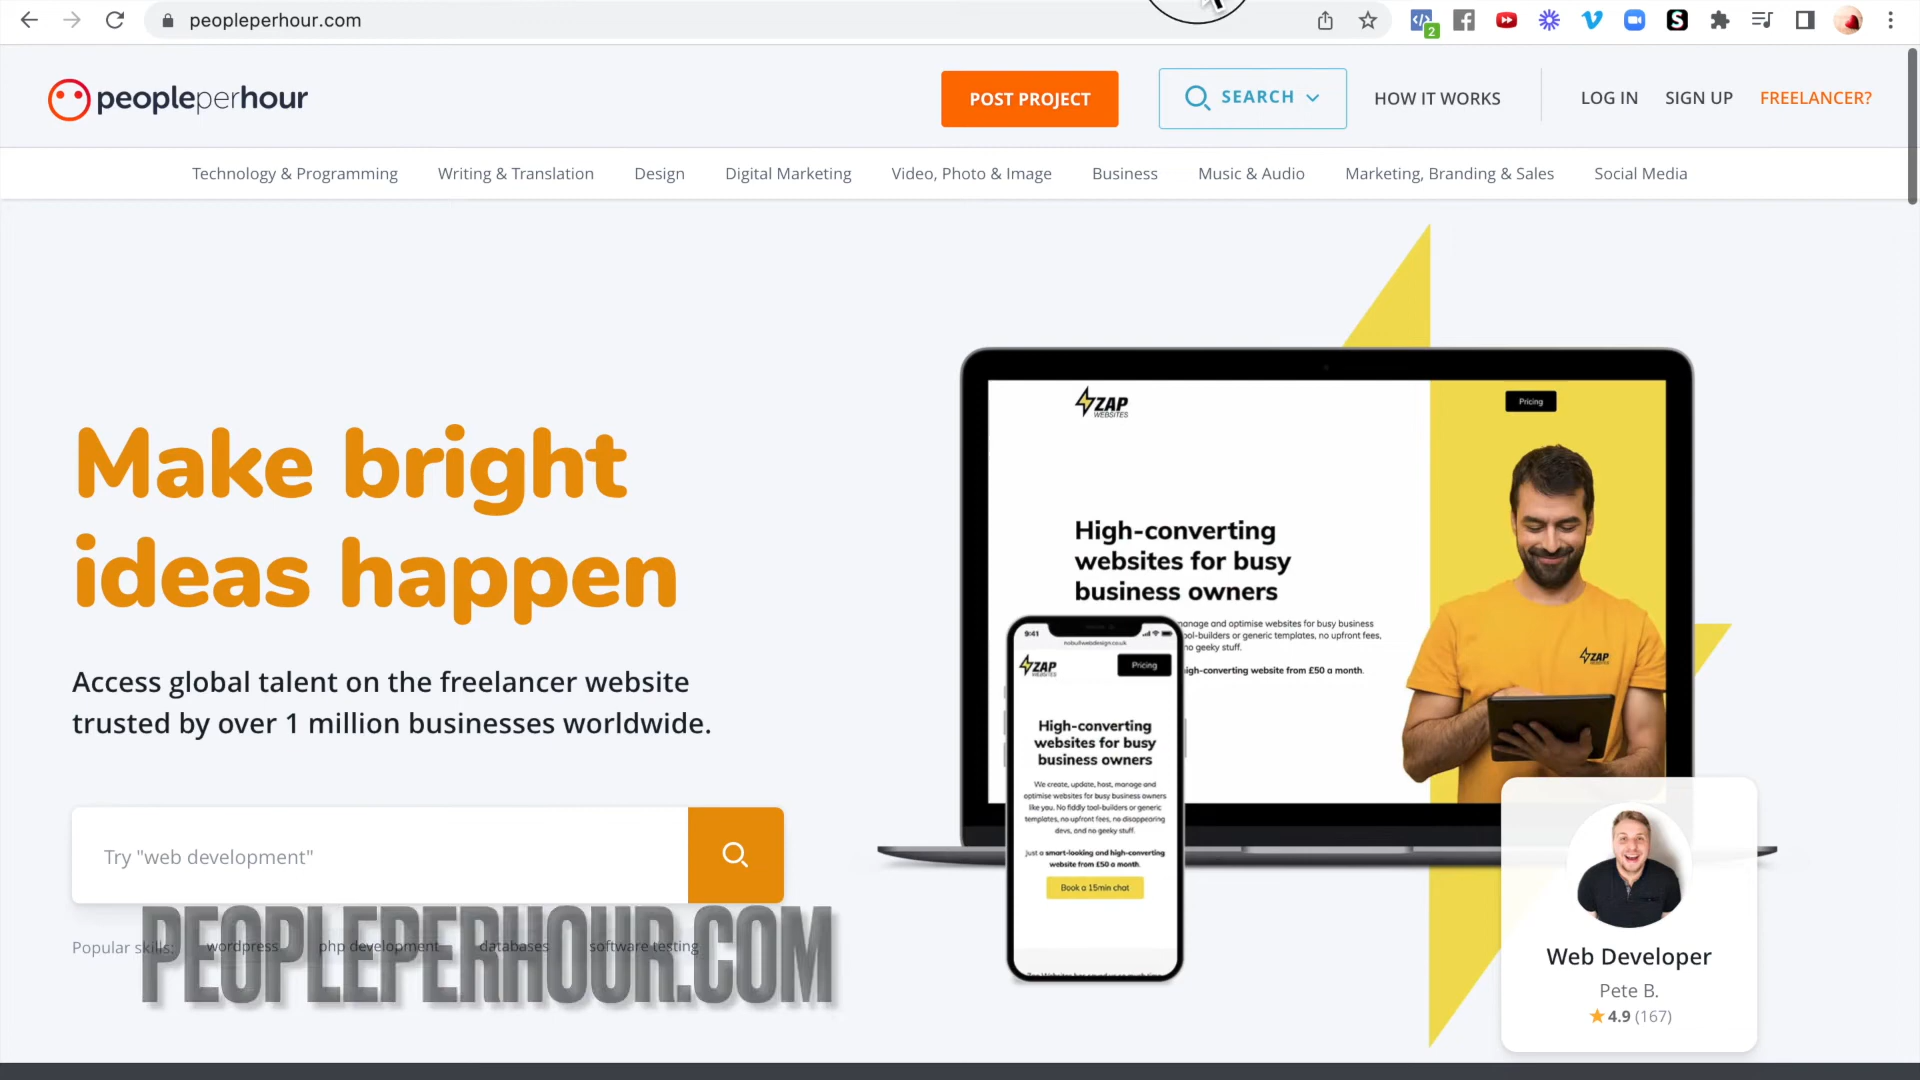 peopleperhour.com
2
peopleperhour
POST PROJECT
SEARCH
HOW IT WORKS
LOG IN
SIGN UP
FREELANCER?
Technology & Programming
Writing & Translation
Design
Digital Marketing
Video, Photo & Image
Business
Music & Audio
Marketing, Branding & Sales
Social Media
Make bright
ideas happen
Access global talent on the freelancer website
trusted by over 1 million businesses worldwide.
Try "web development"
Popular skills:
wordpress
php development
databases
software testing
PEOPLEPERHOUR.COM
ZAP
WEBSITES
Pricing
High-converting
websites for busy
business owners
manage and optimise websites for busy business
ool-builders or generic templates, no upfront fees,
no geeky stuff.
igh-converting website from £50 a month.
ZAP
9:41
nobullwebdesign.co.uk
ZAP
WEBSITES
Pricing
High-converting
websites for busy
business owners
We create, update, host, manage and
optimise websites for busy business owners
like you. No fiddly tool-builders or generic
templates, no upfront fees, no disappearing
devs, and no geeky stuff.
Just a smart-looking and high-converting
website from £50 a month.
Book a 15min chat
Web Developer
Pete B.
4.9 (167)